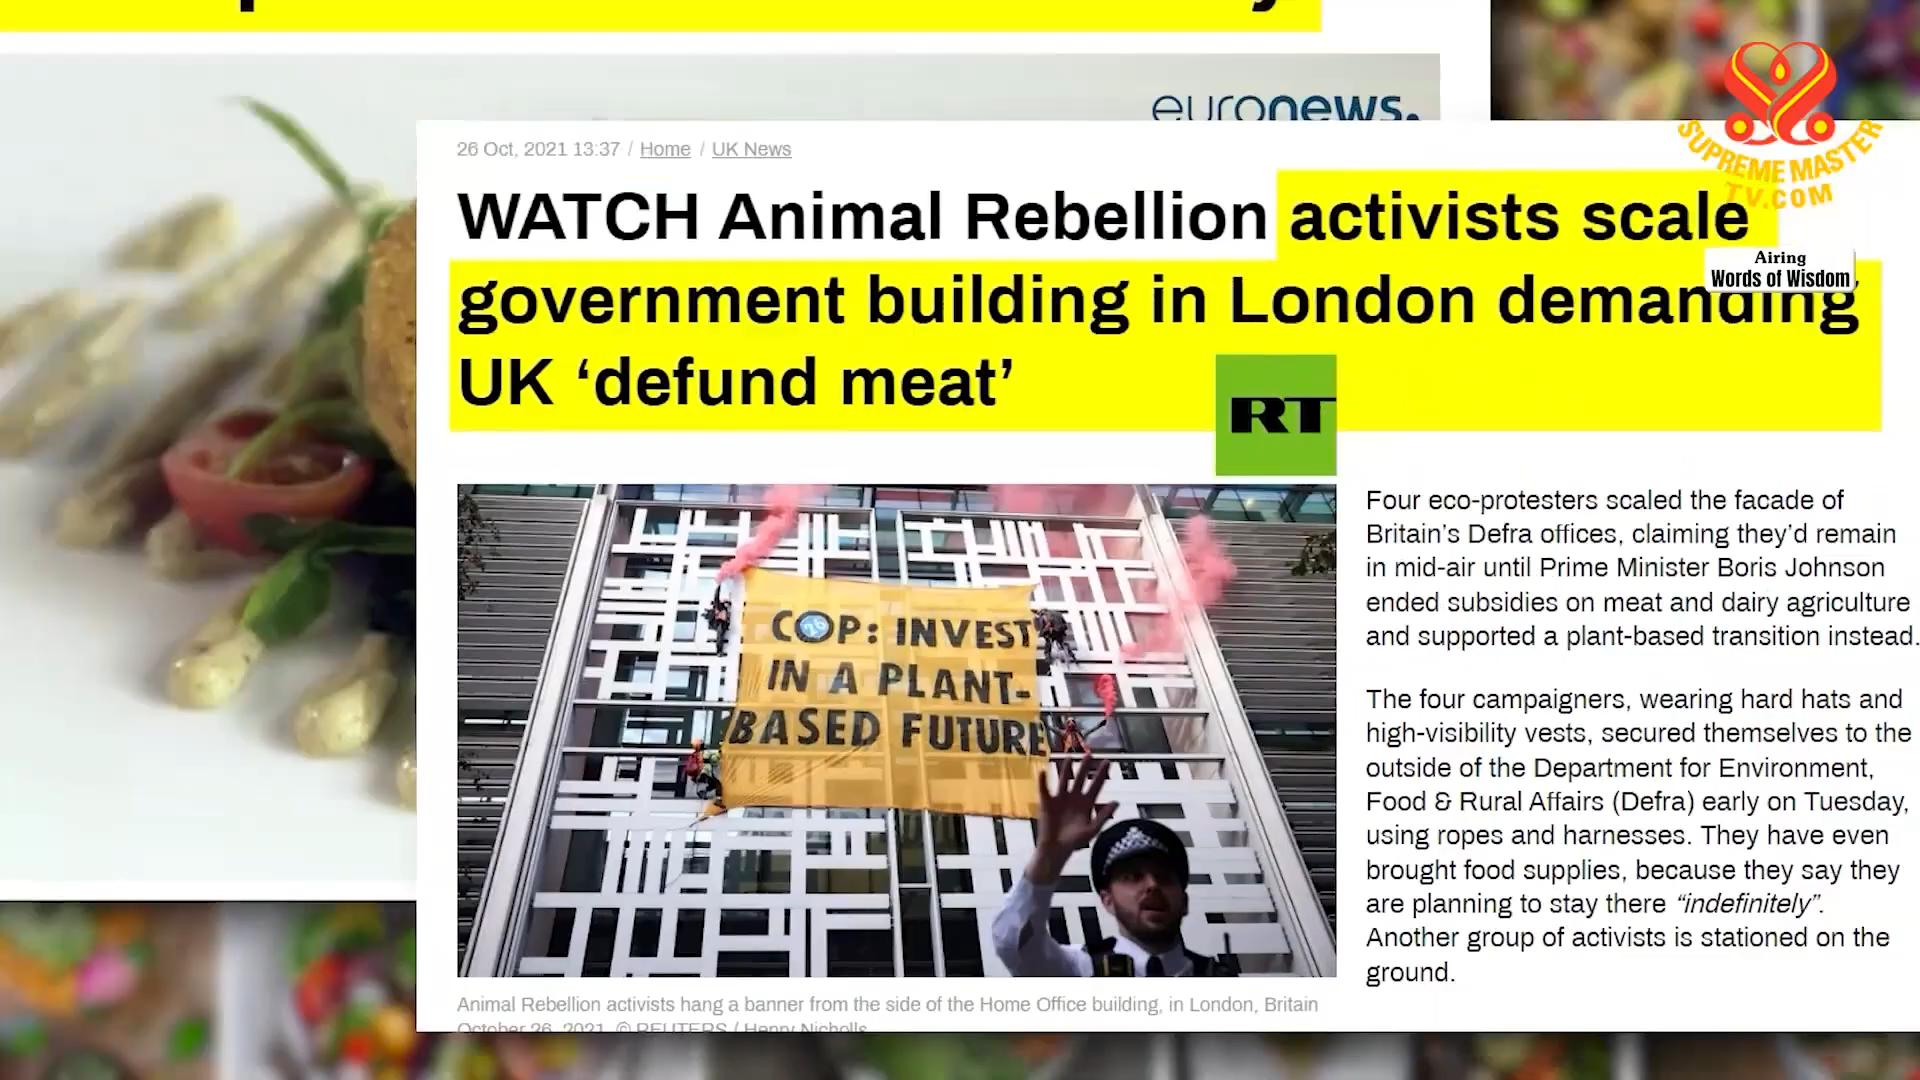 euronews.
SUPREME MASTER
TV.COM
26 Oct, 2021 13:37 / Home / UK News
WATCH Animal Rebellion activists scale
Airing
Words of Wisdom
government building in London demanding
UK ‘defund meat’
RT
COP: INVEST
26
IN A PLANT-
BASED FUTURE
Four eco-protesters scaled the facade of
Britain’s Defra offices, claiming they’d remain
in mid-air until Prime Minister Boris Johnson
ended subsidies on meat and dairy agriculture
and supported a plant-based transition instead.
The four campaigners, wearing hard hats and
high-visibility vests, secured themselves to the
outside of the Department for Environment,
Food & Rural Affairs (Defra) early on Tuesday,
using ropes and harnesses. They have even
brought food supplies, because they say they
are planning to stay there “indefinitely”.
Another group of activists is stationed on the
ground.
Animal Rebellion activists hang a banner from the side of the Home Office building, in London, Britain
October 26, 2021. © REUTERS / Henry Nicholls